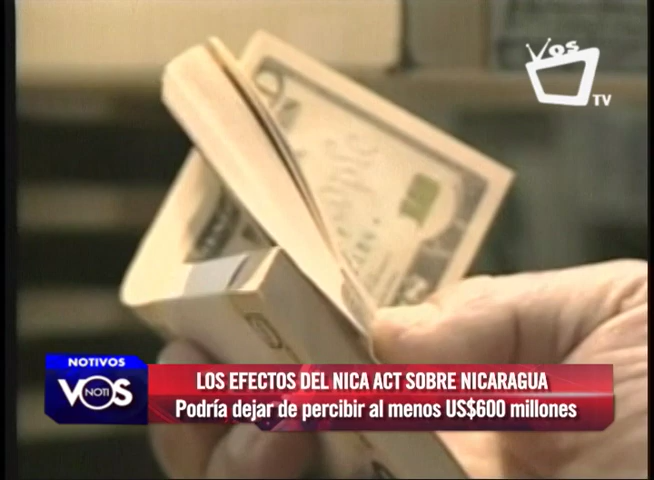 VOS
TV
NOTIVOS
VOS
NOTI
LOS EFECTOS DEL NICA ACT SOBRE NICARAGUA
Podría dejar de percibir al menos US$600 millones